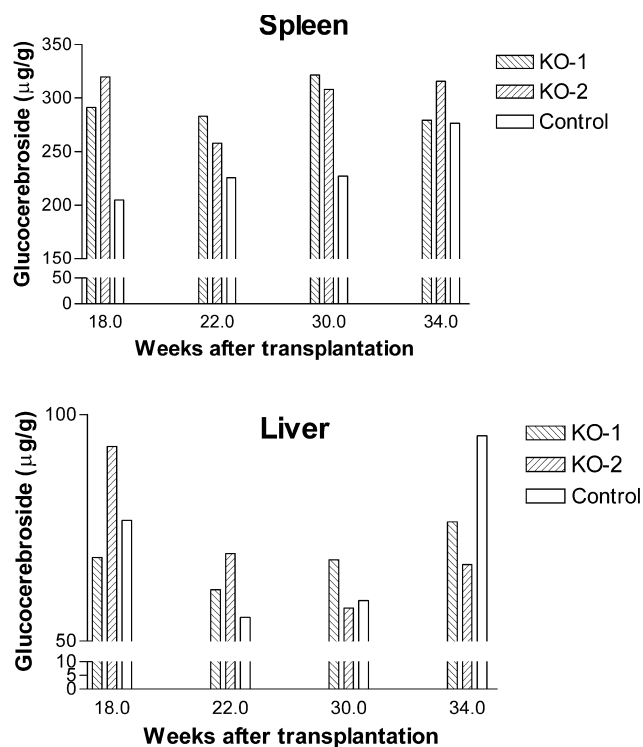 Spleen
Glucocerebroside (μg/g)
350
300
250
200
150
50
0
18.0 22.0 30.0 34.0
Weeks after transplantation
KO-1
KO-2
Control
Liver
Glucocerebroside (μg/g)
100
50
10
5
0
18.0 22.0 30.0 34.0
Weeks after transplantation
KO-1
KO-2
Control